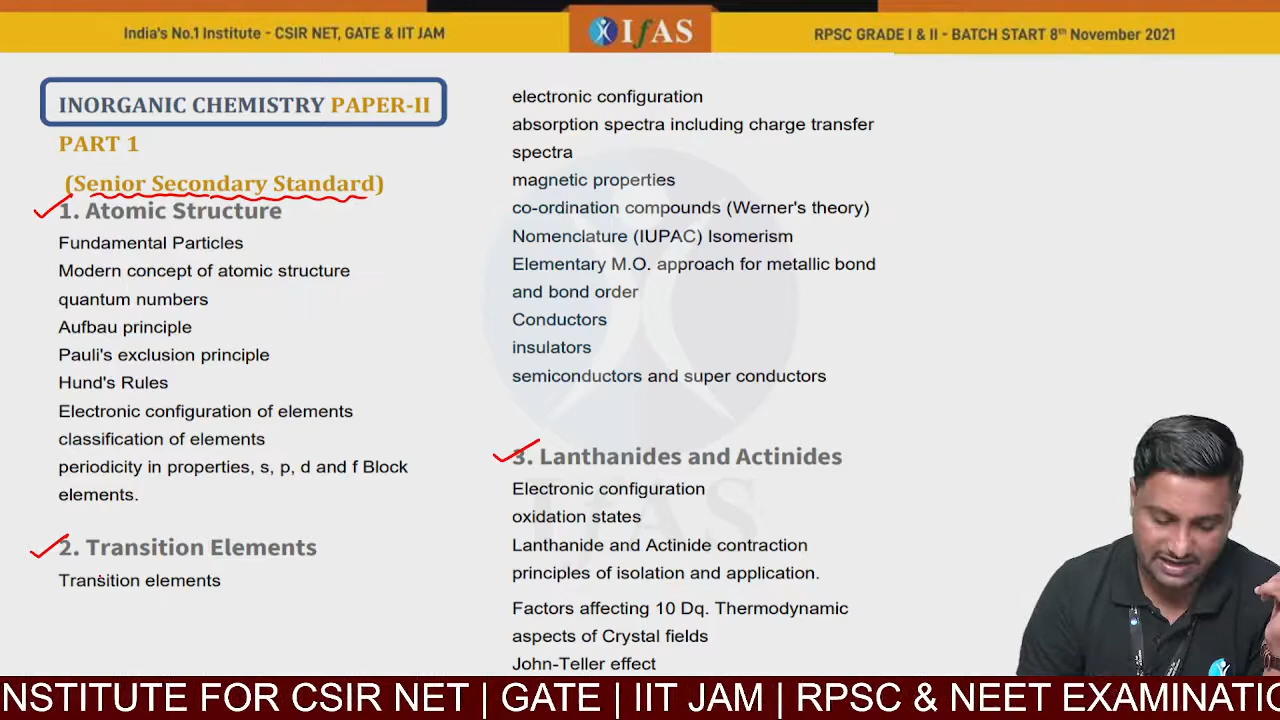 India's No.1 Institute - CSIR NET, GATE & IIT JAM
IfAS
RPSC GRADE I & II - BATCH START 8th November 2021
INORGANIC CHEMISTRY PAPER-II
PART 1
(Senior Secondary Standard)
1. Atomic Structure
Fundamental Particles
Modern concept of atomic structure
quantum numbers
Aufbau principle
Pauli's exclusion principle
Hund's Rules
Electronic configuration of elements
classification of elements
periodicity in properties, s, p, d and f Block
elements.
2. Transition Elements
Transition elements
electronic configuration
absorption spectra including charge transfer
spectra
magnetic properties
co-ordination compounds (Werner's theory)
Nomenclature (IUPAC) Isomerism
Elementary M.O. approach for metallic bond
and bond order
Conductors
insulators
semiconductors and super conductors
3. Lanthanides and Actinides
Electronic configuration
oxidation states
Lanthanide and Actinide contraction
principles of isolation and application.
Factors affecting 10 Dq. Thermodynamic
aspects of Crystal fields
John-Teller effect
IfAS
NSTITUTE FOR CSIR NET | GATE | IIT JAM | RPSC & NEET EXAMINATIO